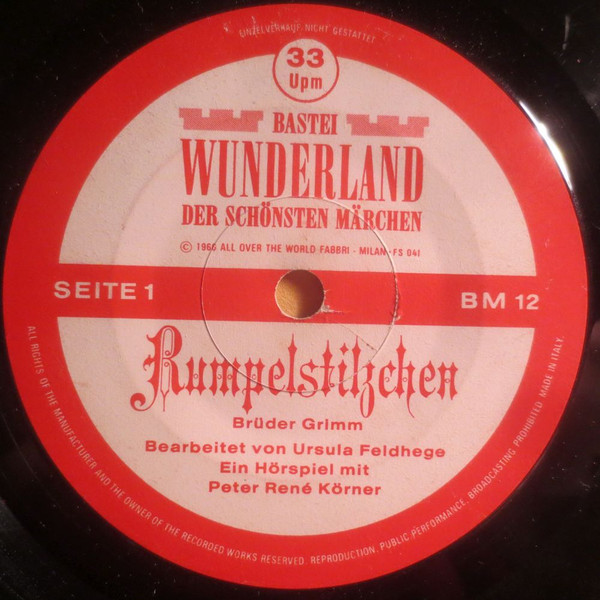 EINZELVERKAUF NICHT GESTATTET
33
Upm
BASTEI
WUNDERLAND
DER SCHÖNSTEN MÄRCHEN
© 1966 ALL OVER THE WORLD FABBRI - MILAN - FS 041
SEITE 1
BM 12
Rumpelstilzchen
Brüder Grimm
Bearbeitet von Ursula Feldhege
Ein Hörspiel mit
Peter René Körner
ALL RIGHTS OF THE MANUFACTURER AND THE OWNER OF THE RECORDED WORKS RESERVED. REPRODUCTION, PUBLIC PERFORMANCE, BROADCASTING PROHIBITED. MADE IN ITALY.